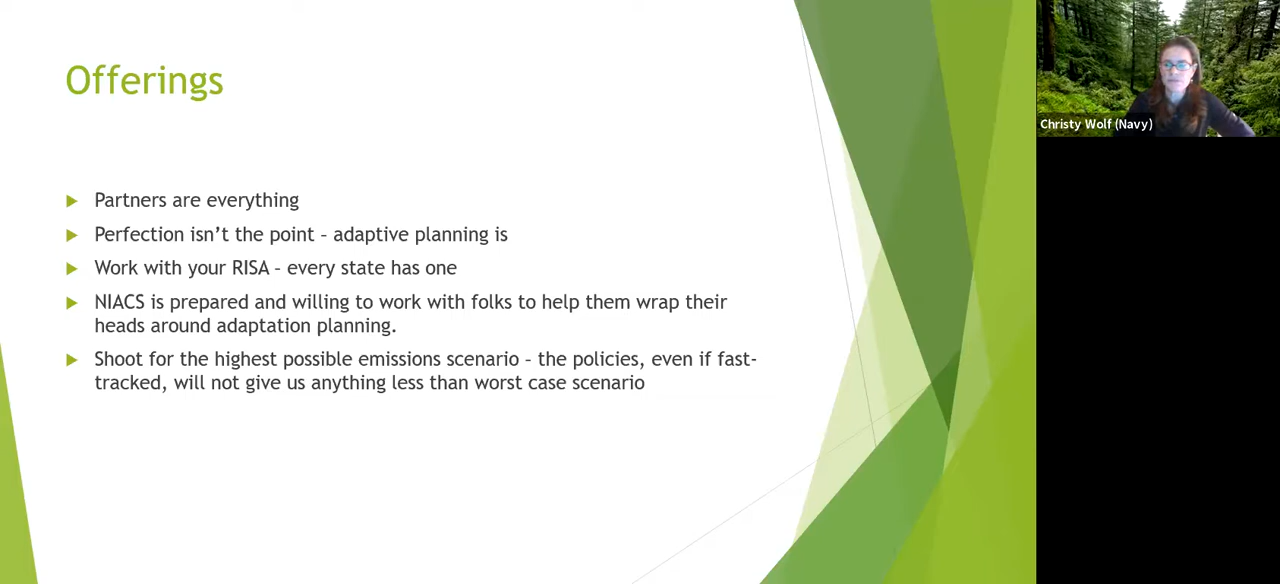 Offerings
Partners are everything
Perfection isn’t the point – adaptive planning is
Work with your RISA – every state has one
NIACS is prepared and willing to work with folks to help them wrap their
heads around adaptation planning.
Shoot for the highest possible emissions scenario – the policies, even if fast-
tracked, will not give us anything less than worst case scenario
Christy Wolf (Navy)